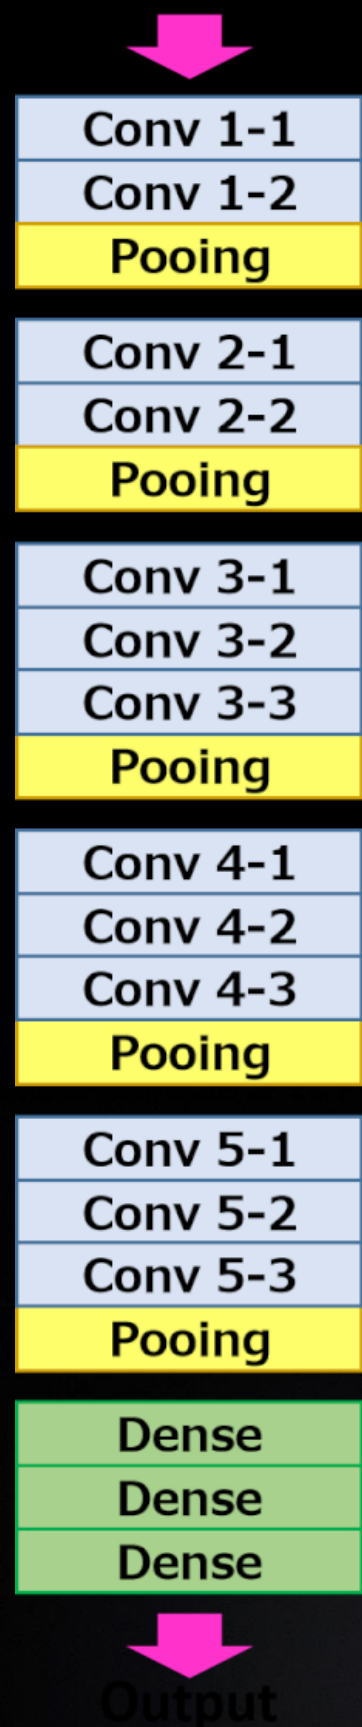 Conv 1-1
Conv 1-2
Pooing
Conv 2-1
Conv 2-2
Pooing
Conv 3-1
Conv 3-2
Conv 3-3
Pooing
Conv 4-1
Conv 4-2
Conv 4-3
Pooing
Conv 5-1
Conv 5-2
Conv 5-3
Pooing
Dense
Dense
Dense
Output